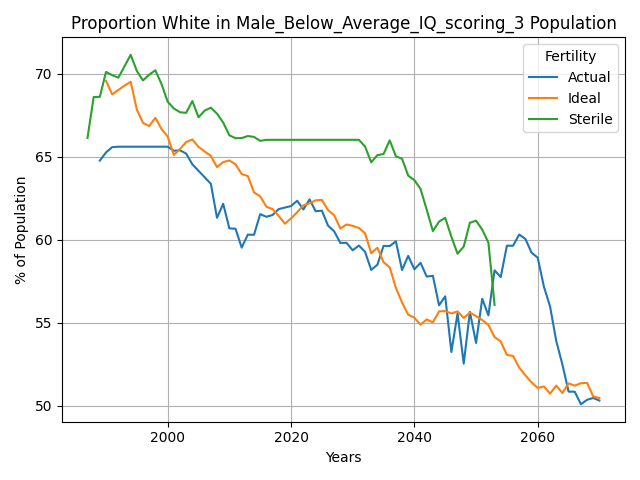 Proportion White in Male_Below_Average_IQ_scoring_3 Population
Fertility
Actual
Ideal
Sterile
% of Population
70
65
60
55
50
2000
2020
2040
2060
Years